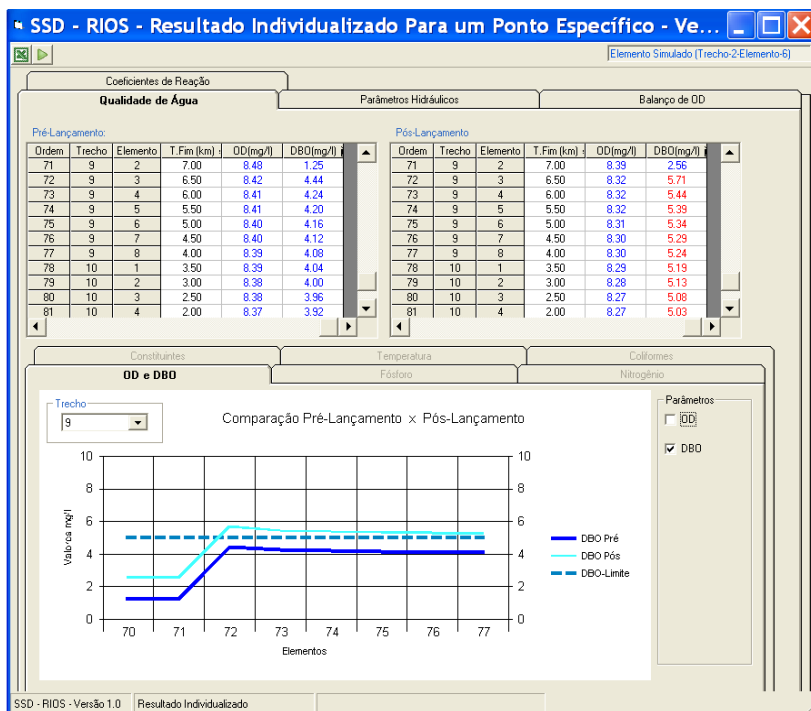 SSD - RIOS - Resultado Individualizado Para um Ponto Específico - Ve...
Elemento Simulado (Trecho-2-Elemento-6)
Coeficientes de Reação
Qualidade de Água Parâmetros Hidráulicos Balanço de OD
Pré-Lançamento:
Ordem Trecho Elemento T.Fim (km) OD(mg/l) DBO(mg/l)
71 9 2 7.00 8.48 1.25
72 9 3 6.50 8.42 4.44
73 9 4 6.00 8.41 4.24
74 9 5 5.50 8.41 4.20
75 9 6 5.00 8.40 4.16
76 9 7 4.50 8.40 4.12
77 9 8 4.00 8.39 4.08
78 10 1 3.50 8.39 4.04
79 10 2 3.00 8.38 4.00
80 10 3 2.50 8.38 3.96
81 10 4 2.00 8.37 3.92
Pós-Lançamento
Ordem Trecho Elemento T.Fim (km) OD(mg/l) DBO(mg/l)
71 9 2 7.00 8.39 2.56
72 9 3 6.50 8.32 5.71
73 9 4 6.00 8.32 5.44
74 9 5 5.50 8.32 5.39
75 9 6 5.00 8.31 5.34
76 9 7 4.50 8.30 5.29
77 9 8 4.00 8.30 5.24
78 10 1 3.50 8.29 5.19
79 10 2 3.00 8.28 5.13
80 10 3 2.50 8.27 5.08
81 10 4 2.00 8.27 5.03
Constituintes Temperatura Coliformes
OD e DBO Fósforo Nitrogênio
Trecho
9
Comparação Pré-Lançamento x Pós-Lançamento
10 10
8 8
6 6
4 4
2 2
0 0
70 71 72 73 74 75 76 77
mg/l
Elementos
DBO Pré
DBO Pós
DBO-Limite
Parâmetros
OD
DBO
SSD - RIOS - Versão 1.0 Resultado Individualizado